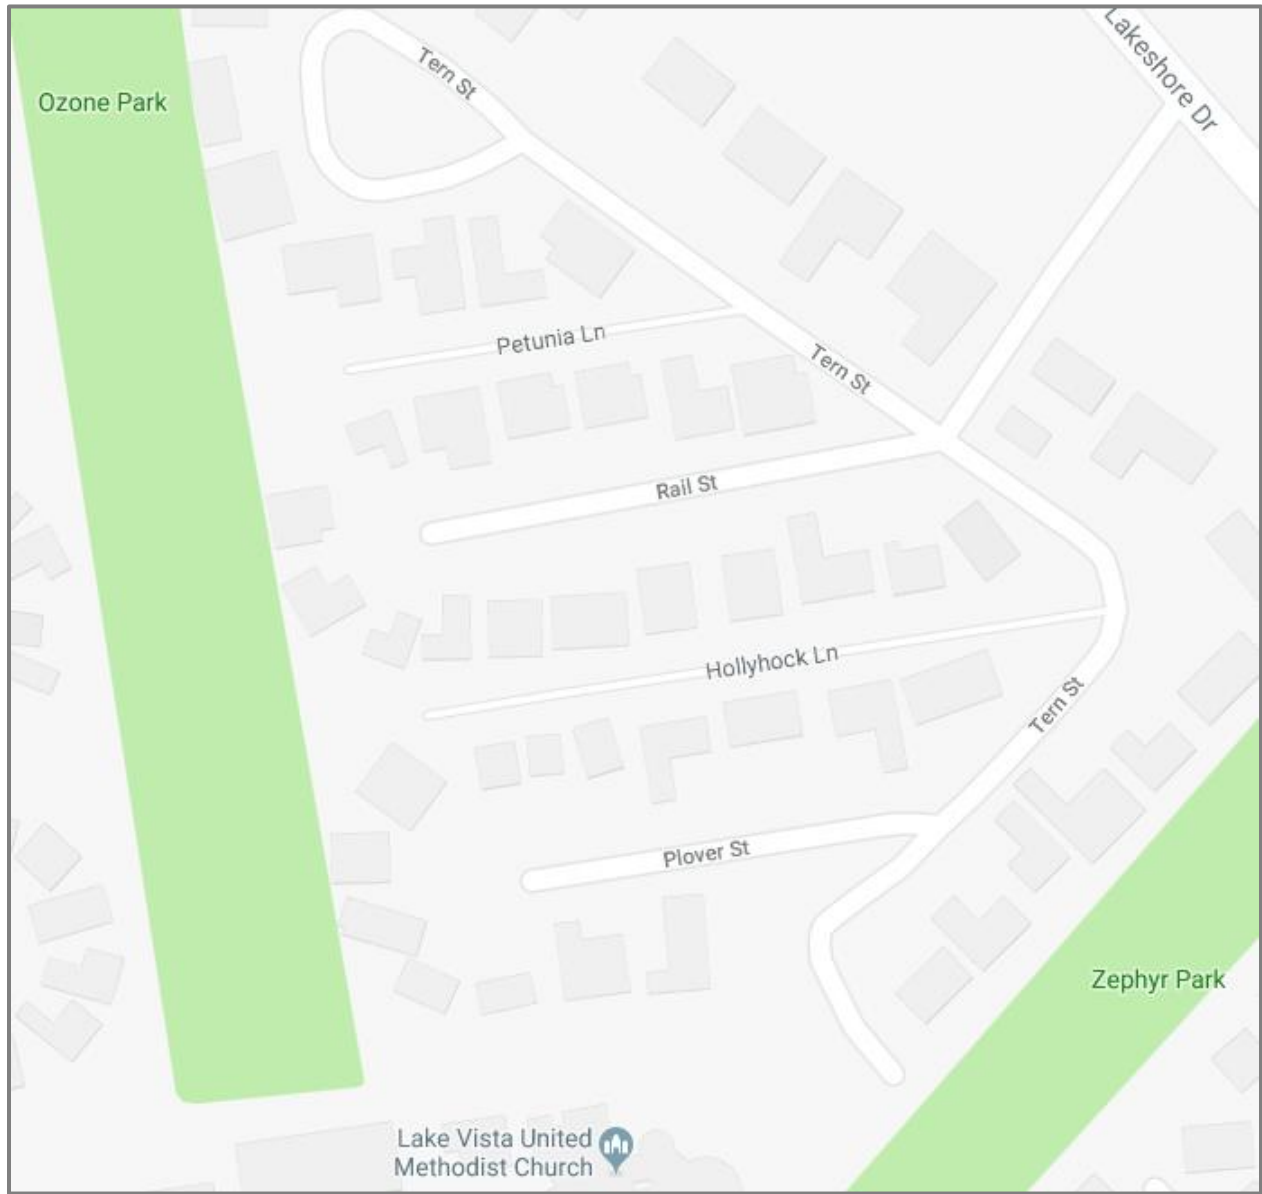 Lakeshore Dr
Tern St
Ozone Park
Petunia Ln
Tern St
Rail St
Hollyhock Ln
Tern St
Plover St
Zephyr Park
Lake Vista United
Methodist Church